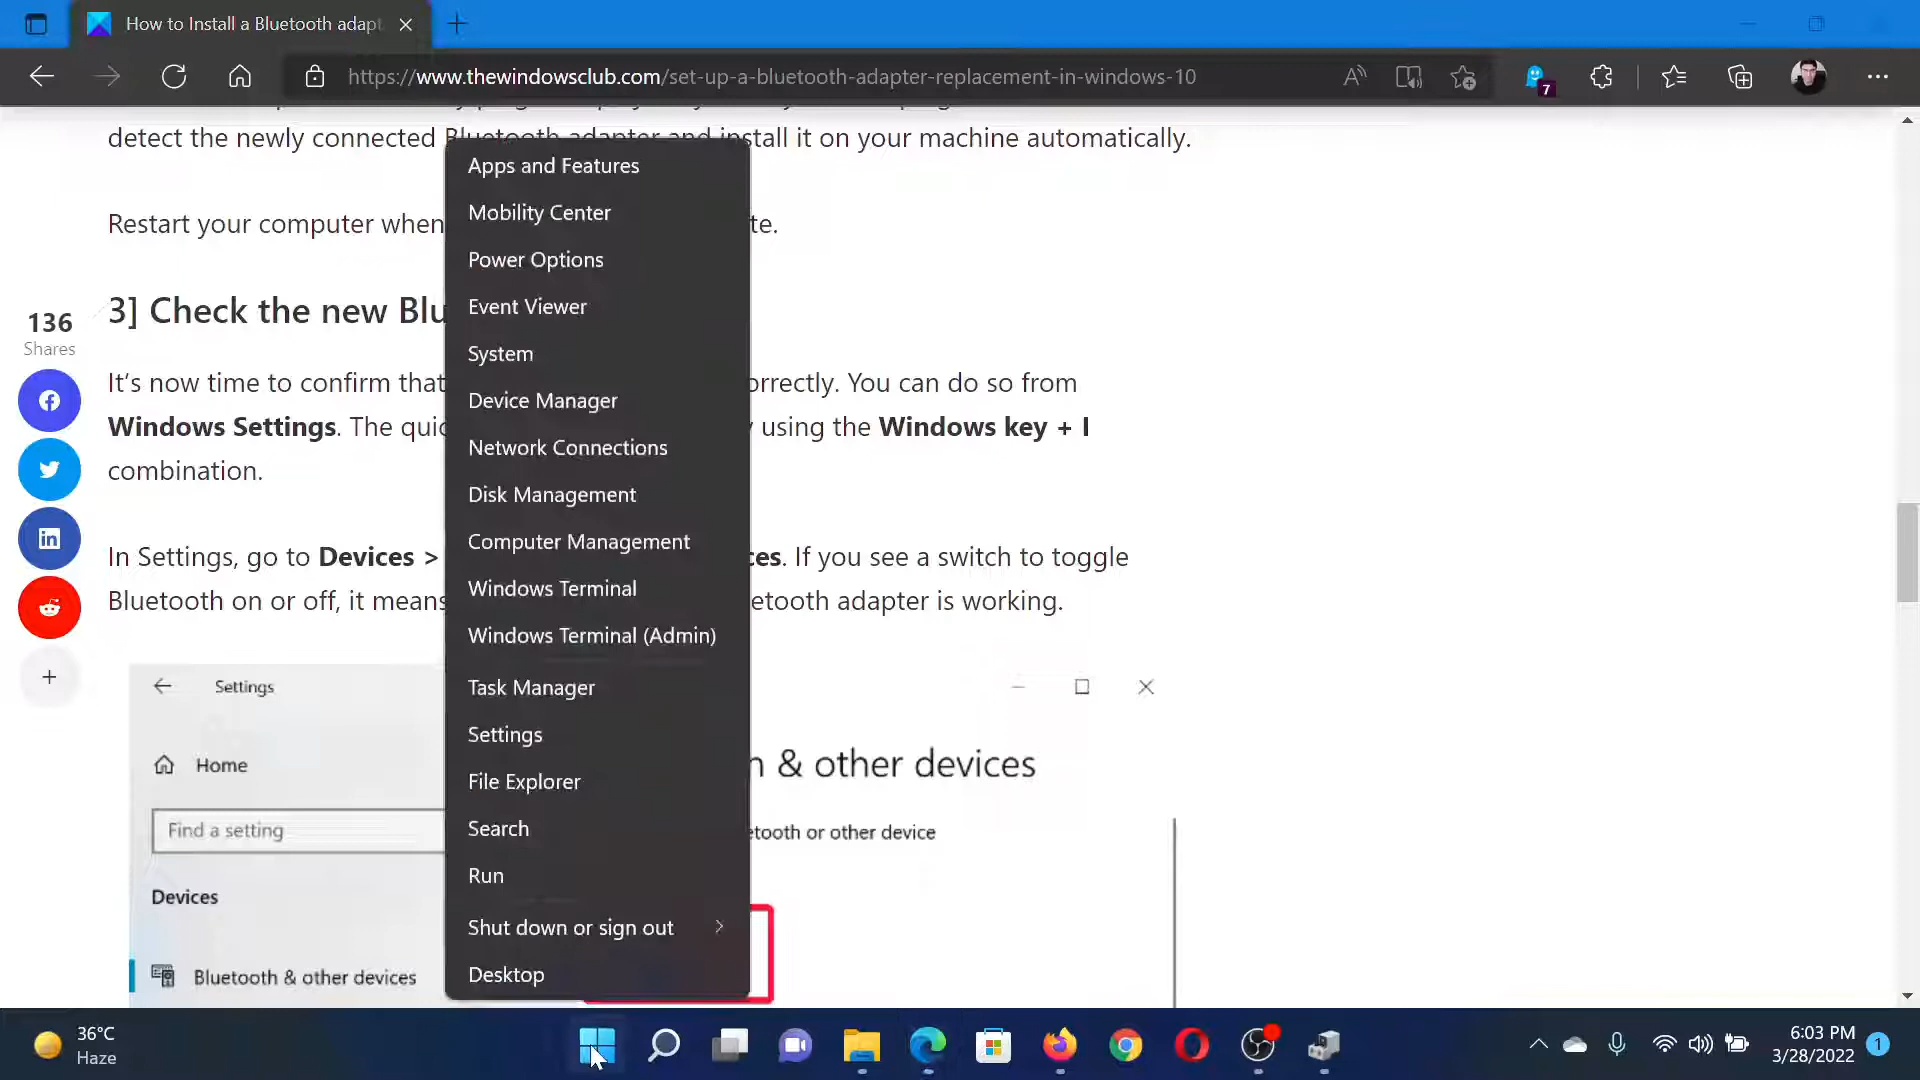 How to Install a Bluetooth adapt
https://www.thewindowsclub.com/set-up-a-bluetooth-adapter-replacement-in-windows-10
7
detect the newly connected Bluetooth adapter and install it on your machine automatically.
Restart your computer when te.
3] Check the new Blu
136
Shares
It’s now time to confirm that orrectly. You can do so from
Windows Settings. The quic using the Windows key + I
combination.
In Settings, go to Devices > ces. If you see a switch to toggle
Bluetooth on or off, it means etooth adapter is working.
Apps and Features
Mobility Center
Power Options
Event Viewer
System
Device Manager
Network Connections
Disk Management
Computer Management
Windows Terminal
Windows Terminal (Admin)
Task Manager
Settings
File Explorer
Search
Run
Shut down or sign out
Desktop
Settings
Home
Find a setting
Devices
Bluetooth & other devices
& other devices
etooth or other device
36°C
Haze
6:03 PM
3/28/2022
1